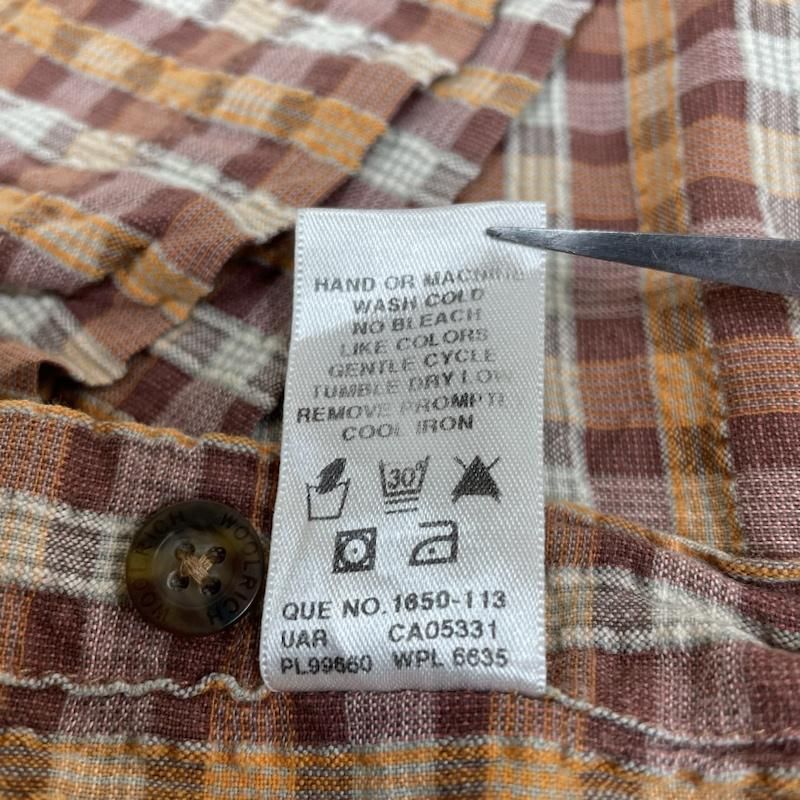 HAND OR MACHINE
WASH COLD
NO BLEACH
LIKE COLORS
GENTLE CYCLE
TUMBLE DRY LOW
REMOVE PROMPTL
COOL IRON
30°
QUE NO. 1650-113
UAR CA05331
PL99660 WPL 6635
WOOLRICH WOOLRICH